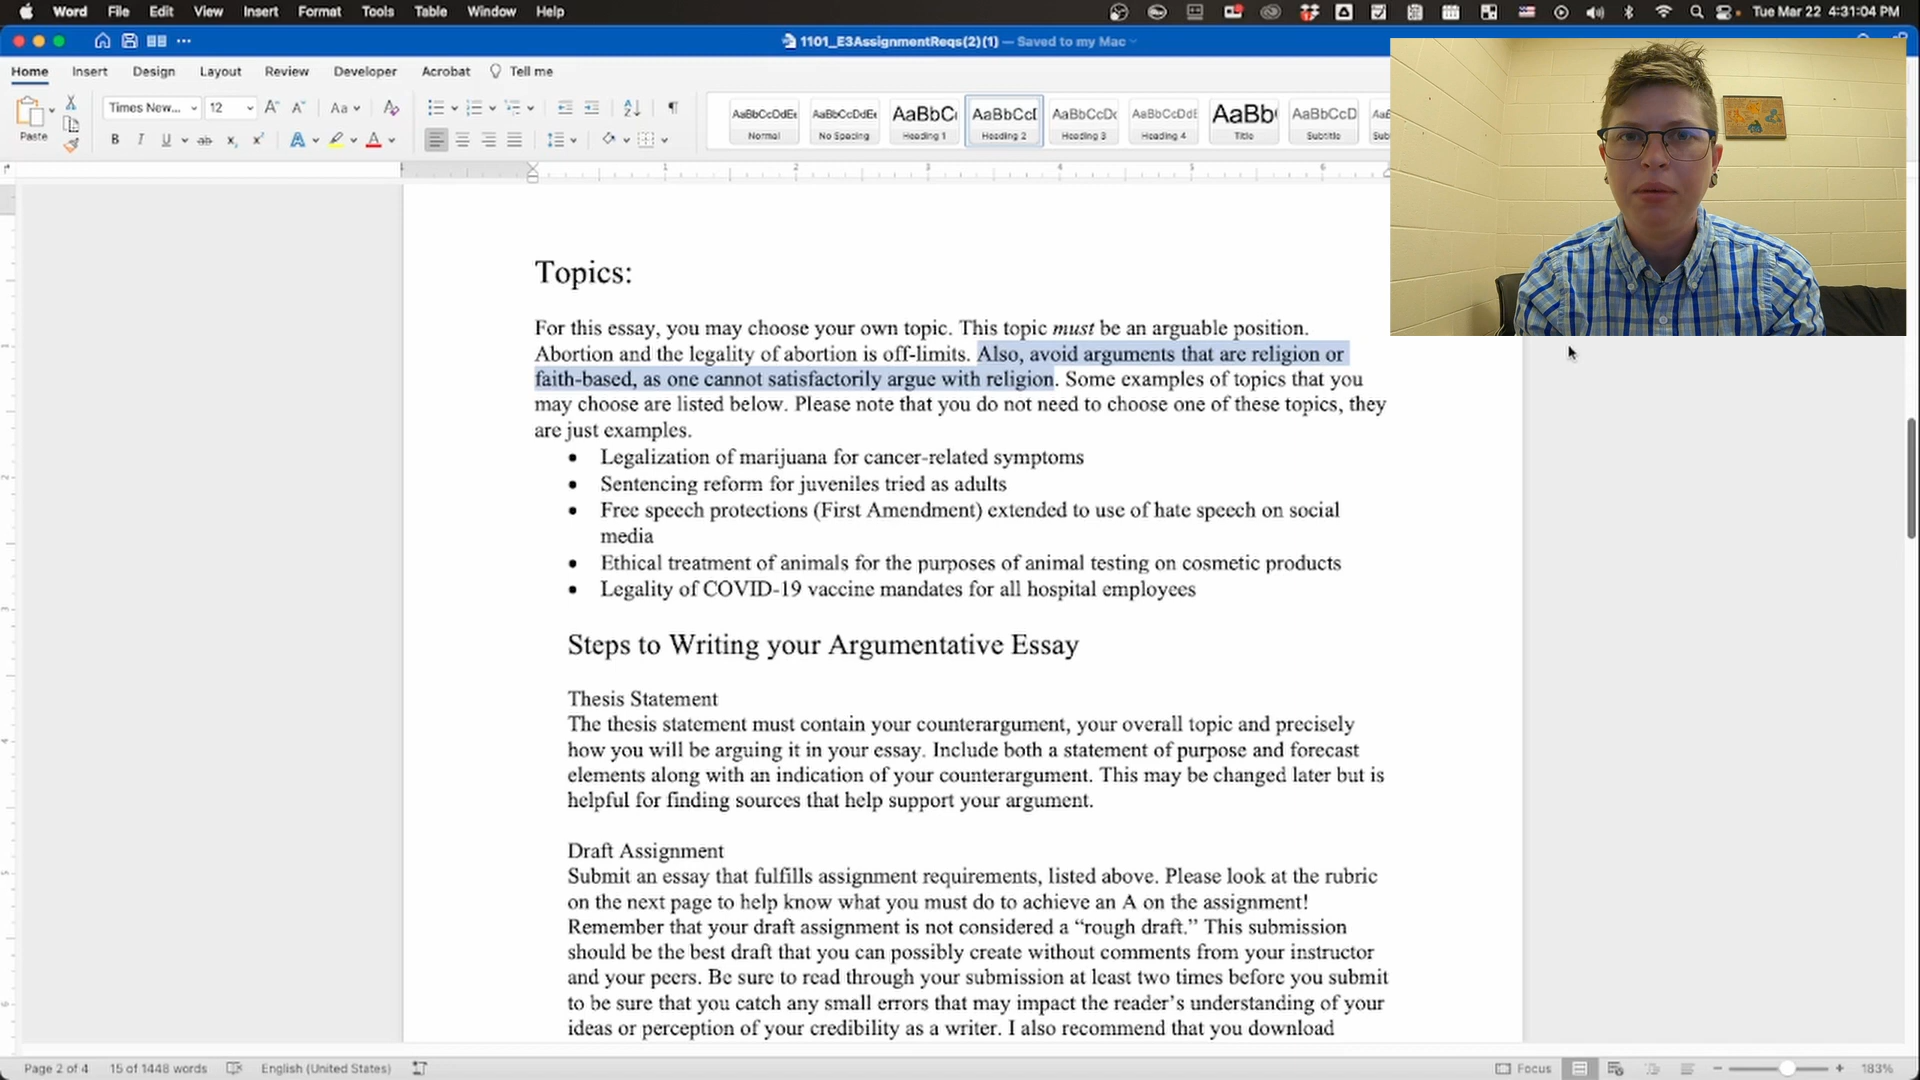 Word File Edit View Insert Format Tools Table Window Help Tue Mar 22 4:31:04 PM
1101_E3AssignmentReqs(2)(1) — Saved to my Mac
Home Insert Design Layout Review Developer Acrobat Tell me
Paste Times New... 12 Aa
B I U ab
AaBbCcDdEe AaBbCcDdEe AaBbC AaBbCcD AaBbCcDc AaBbCcDdE AaBb AaBbCcD
Normal No Spacing Heading 1 Heading 2 Heading 3 Heading 4 Title Subtitle
Topics:
For this essay, you may choose your own topic. This topic must be an arguable position.
Abortion and the legality of abortion is off-limits. Also, avoid arguments that are religion or
faith-based, as one cannot satisfactorily argue with religion. Some examples of topics that you
may choose are listed below. Please note that you do not need to choose one of these topics, they
are just examples.
• Legalization of marijuana for cancer-related symptoms
• Sentencing reform for juveniles tried as adults
• Free speech protections (First Amendment) extended to use of hate speech on social
media
• Ethical treatment of animals for the purposes of animal testing on cosmetic products
• Legality of COVID-19 vaccine mandates for all hospital employees
Steps to Writing your Argumentative Essay
Thesis Statement
The thesis statement must contain your counterargument, your overall topic and precisely
how you will be arguing it in your essay. Include both a statement of purpose and forecast
elements along with an indication of your counterargument. This may be changed later but is
helpful for finding sources that help support your argument.
Draft Assignment
Submit an essay that fulfills assignment requirements, listed above. Please look at the rubric
on the next page to help know what you must do to achieve an A on the assignment!
Remember that your draft assignment is not considered a “rough draft.” This submission
should be the best draft that you can possibly create without comments from your instructor
and your peers. Be sure to read through your submission at least two times before you submit
to be sure that you catch any small errors that may impact the reader’s understanding of your
ideas or perception of your credibility as a writer. I also recommend that you download
Page 2 of 4 15 of 1448 words English (United States) Focus 183%